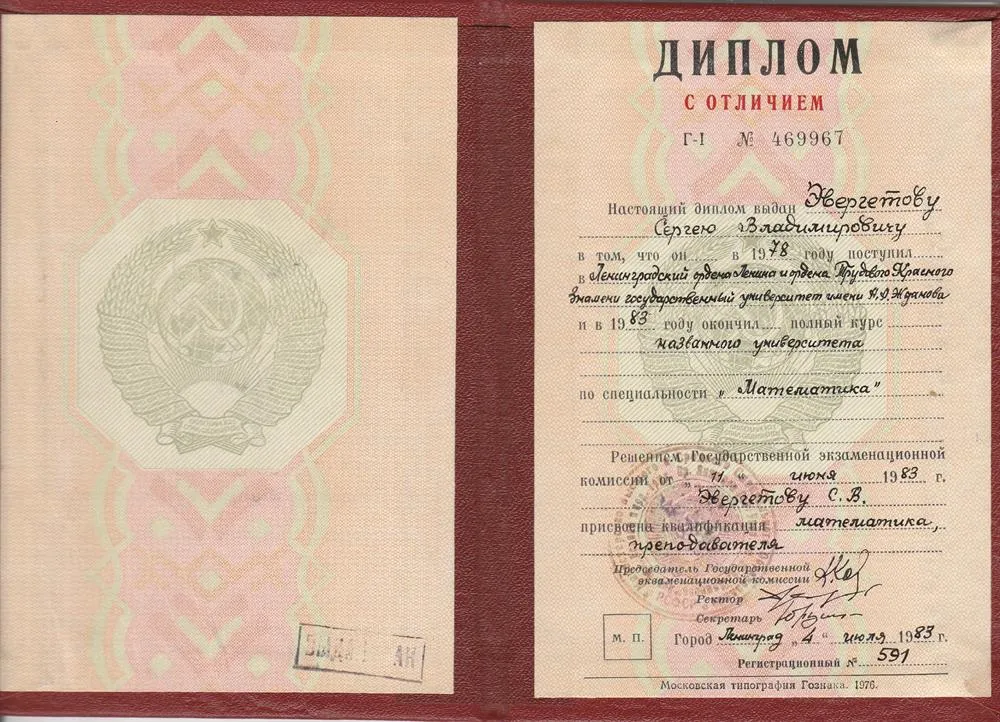 ДИПЛОМ
С ОТЛИЧИЕМ
Г-I № 469967
Настоящий диплом выдан Эвергетову
Сергею Владимировичу
в том, что он в 1978 году поступил
в Ленинградский ордена Ленина и ордена Трудового Красного
Знамени государственный университет имени А.А.Жданова
и в 1983 году окончил полный курс
названного университета
по специальности „Математика“
Решением Государственной экзаменационной
комиссии от „11“ июня 1983 г.
Эвергетову С.В.
присвоена квалификация математика,
преподавателя
Председатель Государственной
экзаменационной комиссии
Ректор
Секретарь
М. П.
Город Ленинград „4“ июля 1983 г.
Регистрационный № 591
Московская типография Гознака. 1976.